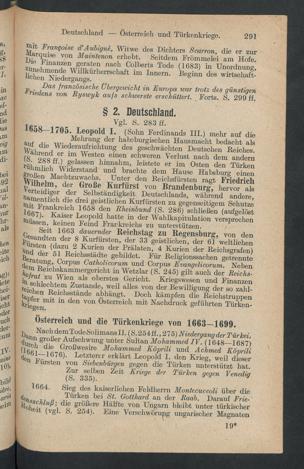 Deutschland — Österreich und Türkenkriege. 291
mit Françoise d'Aubigné, Witwe des Dichters Scarron, die er zur
Marquise von Maintenon erhebt. Seitdem Frömmelei am Hofe.
Die Finanzen geraten nach Colberts Tode (1683) in Unordnung,
zunehmende Willkürherrschaft im Innern. Beginn des wirtschaft-
lichen Niedergangs.
Das französische Übergewicht in Europa war trotz des günstigen
Friedens von Ryswyk aufs schwerste erschüttert. Forts. S. 299 ff.
§ 2. Deutschland.
Vgl. S. 283 ff.
1658—1705. Leopold I. (Sohn Ferdinands III.) mehr auf die
Mehrung der habsburgischen Hausmacht bedacht als
auf die Wiederaufrichtung des geschwächten Deutschen Reiches.
Während er im Westen einen schweren Verlust nach dem andern
(S. 288 ff.) geschehen lassen mußte, leistete er im Osten den Türken
rühmlich Widerstand und brachte dem Hause Habsburg einen
großen Machtzuwachs. Unter den Reichsfürsten ragt Friedrich
Wilhelm, der Große Kurfürst von Brandenburg, hervor als
Verteidiger der Selbständigkeit Deutschlands, während andere,
namentlich die drei geistlichen Kurfürsten zu gegenseitigem Schutz
mit Frankreich 1658 den Rheinbund (S. 286) schließen (aufgelöst
1667). Kaiser Leopold hatte in der Wahlkapitulation versprechen
müssen, keinen Feind Frankreichs zu unterstützen.
Seit 1663 dauernder Reichstag zu Regensburg, von den
Gesandten der 8 Kurfürsten, der 33 geistlichen, der 61 weltlichen
Fürsten (dazu 2 Kurien der Prälaten, 4 Kurien der Reichsgrafen)
und der 51 Reichsstädte gebildet. Für Religionssachen getrennte
Beratung, Corpus Catholicorum und Corpus Evangelicorum. Neben
dem Reichskammergericht in Wetzlar (S. 245) gilt auch der Reichs-
hofrat zu Wien als oberstes Gericht. Kriegswesen und Finanzen
in schlechtem Zustande, weil alles von der Bewilligung der so zahl-
reichen Reichsstände abhängt. Doch kämpfen die Reichstruppen
tapfer mit in den von Österreich mit Nachdruck geführten Türken-
kriegen.
Österreich und die Türkenkriege von 1663—1699.
Nach dem Tode Solimans II. (S. 254 ff., 275) Niedergang der Türkei,
dann großer Aufschwung unter Sultan Mohammed IV. (1648—1687)
durch die Großwesire Mohammed Köprili und Achmed Köprili
(1661—1676). Letzterer erklärt Leopold I. den Krieg, weil dieser
den Fürsten von Siebenbürgen gegen die Türken unterstützt hat.
Zur selben Zeit Kriege der Türken gegen Venedig
(S. 335).
1664. Sieg des kaiserlichen Feldherrn Montecuccoli über die
Türken bei St. Gotthard an der Raab. Darauf Frie-
densschluß; die größere Hälfte von Ungarn bleibt unter türkischer
Hoheit (vgl. S. 254). Eine Verschwörung ungarischer Magnaten
19*